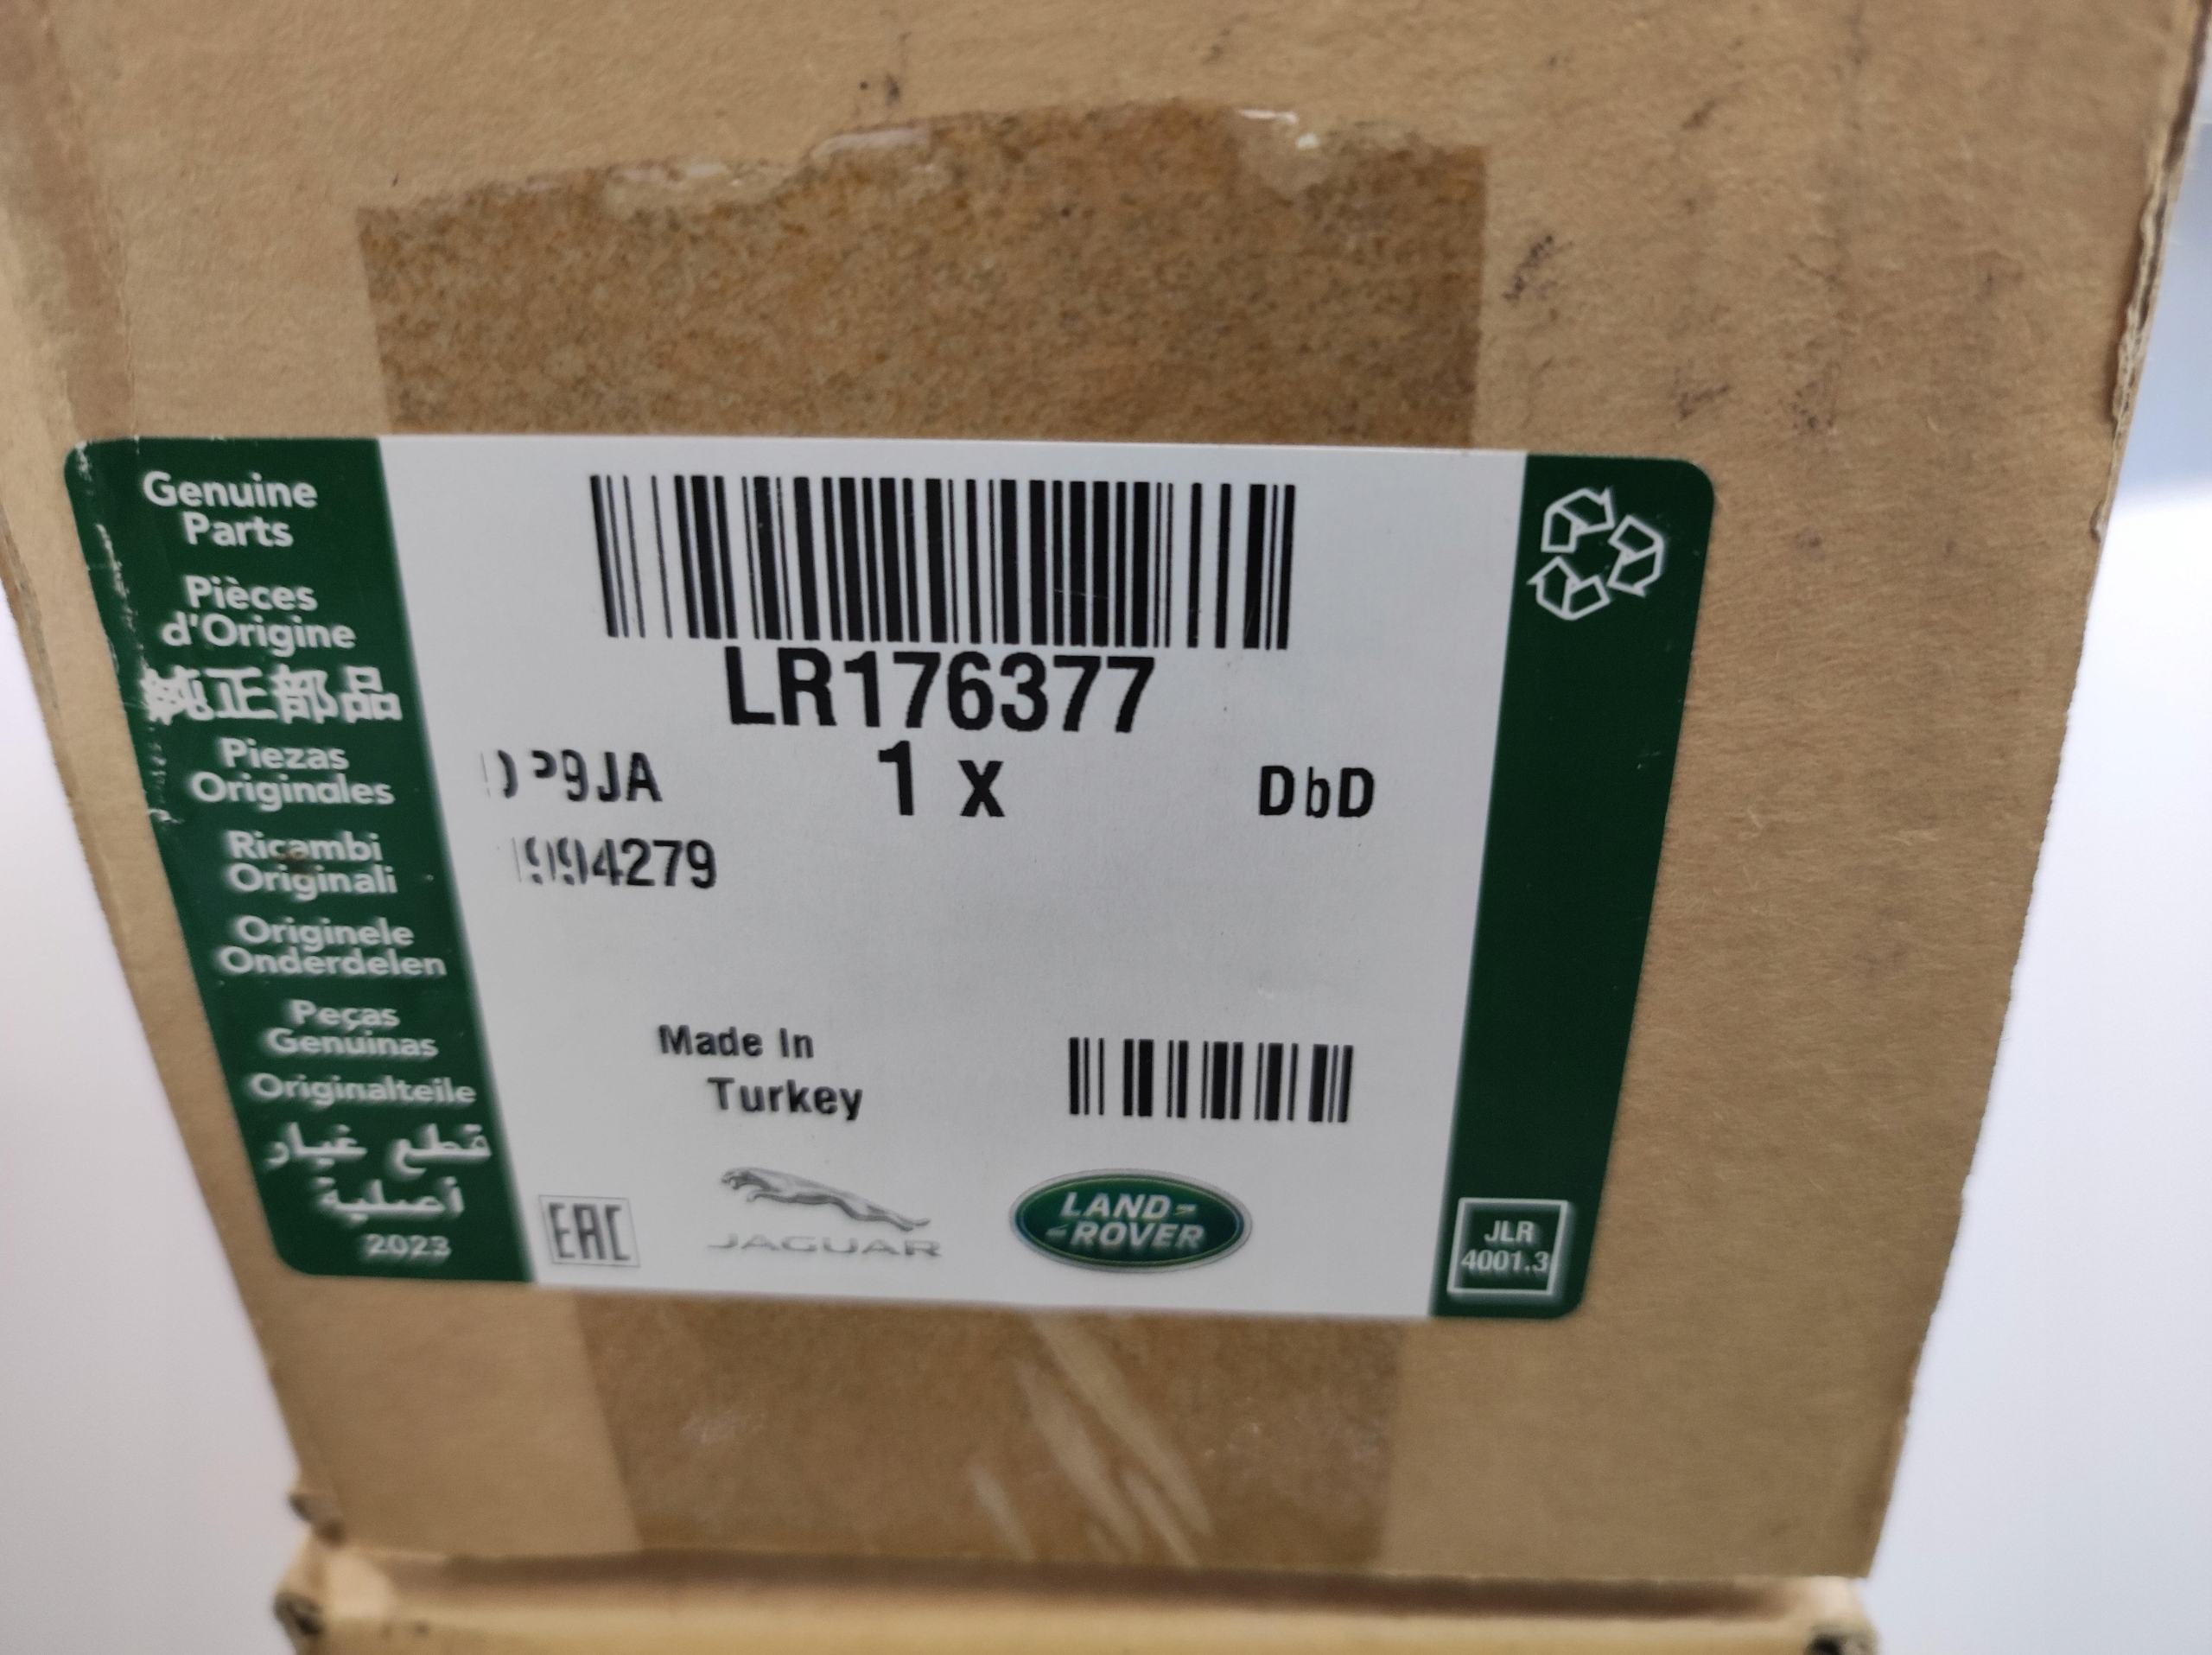 Genuine
Parts
Pièces
d'Origine
純正部品
Piezas
Originales
Ricambi
Originali
Originele
Onderdelen
Peças
Genuinas
Originalteile
قطع غيار
أصلية
2023
LR176377
1 x
DbD
Made In
Turkey
EAC
JAGUAR
LAND-
-ROVER
JLR
4001.3